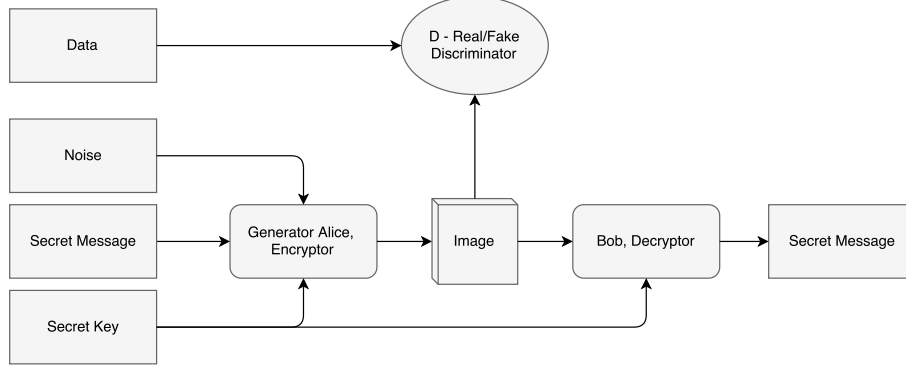 Data
D - Real/Fake
Discriminator
Noise
Secret Message
Generator Alice,
Encryptor
Image
Bob, Decryptor
Secret Message
Secret Key